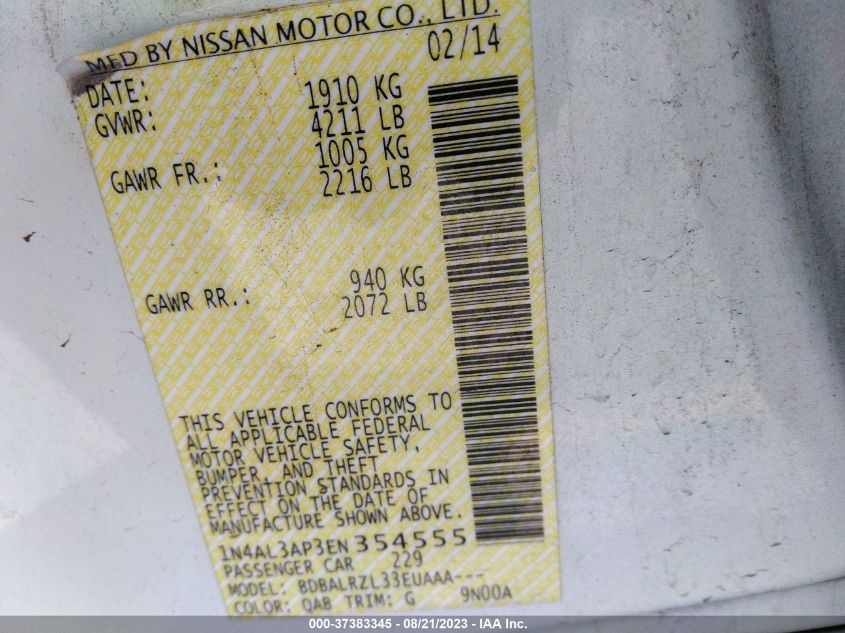 MFD BY NISSAN MOTOR CO., LTD.
02/14
DATE: 1910 KG
GVWR: 4211 LB
1005 KG
GAWR FR.: 2216 LB
940 KG
GAWR RR.: 2072 LB
THIS VEHICLE CONFORMS TO
ALL APPLICABLE FEDERAL
MOTOR VEHICLE SAFETY,
BUMPER, AND THEFT
PREVENTION STANDARDS IN
EFFECT ON THE DATE OF
MANUFACTURE SHOWN ABOVE.
1N4AL3AP3EN 354555
PASSENGER CAR 229
MODEL: BDBALRZL33EUAAA---
COLOR: QAB TRIM: G 9N00A
000-37383345 - 08/21/2023 - IAA Inc.